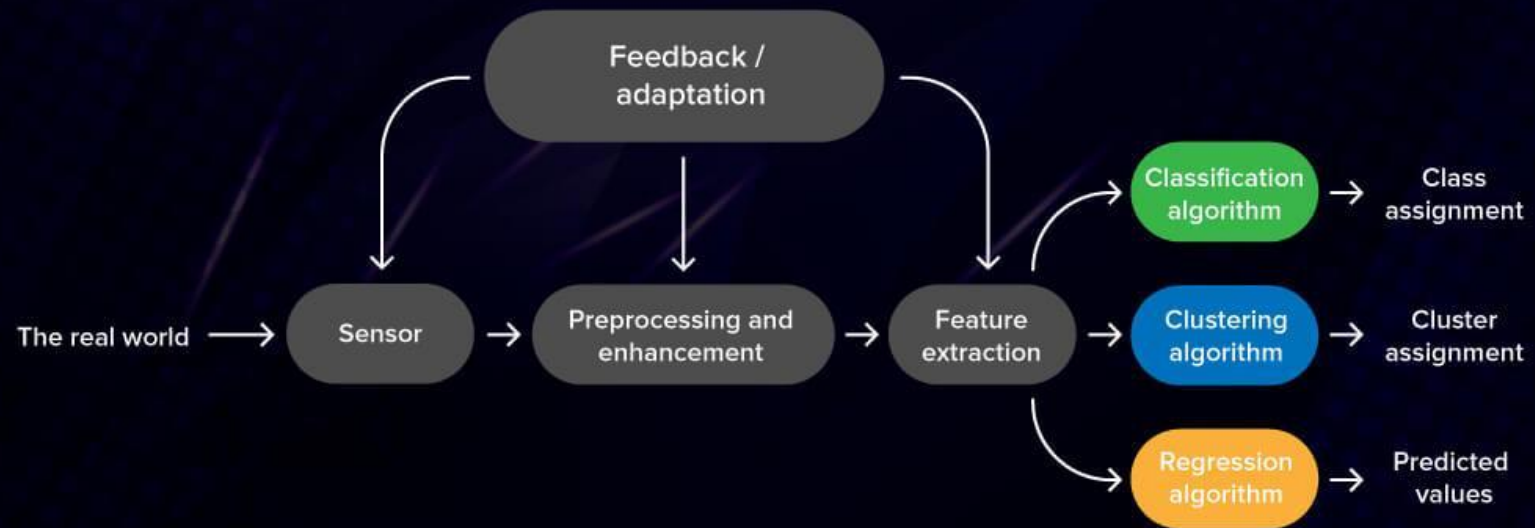 Feedback /
adaptation
The real world
Sensor
Preprocessing and
enhancement
Feature
extraction
Classification
algorithm
Class
assignment
Clustering
algorithm
Cluster
assignment
Regression
algorithm
Predicted
values